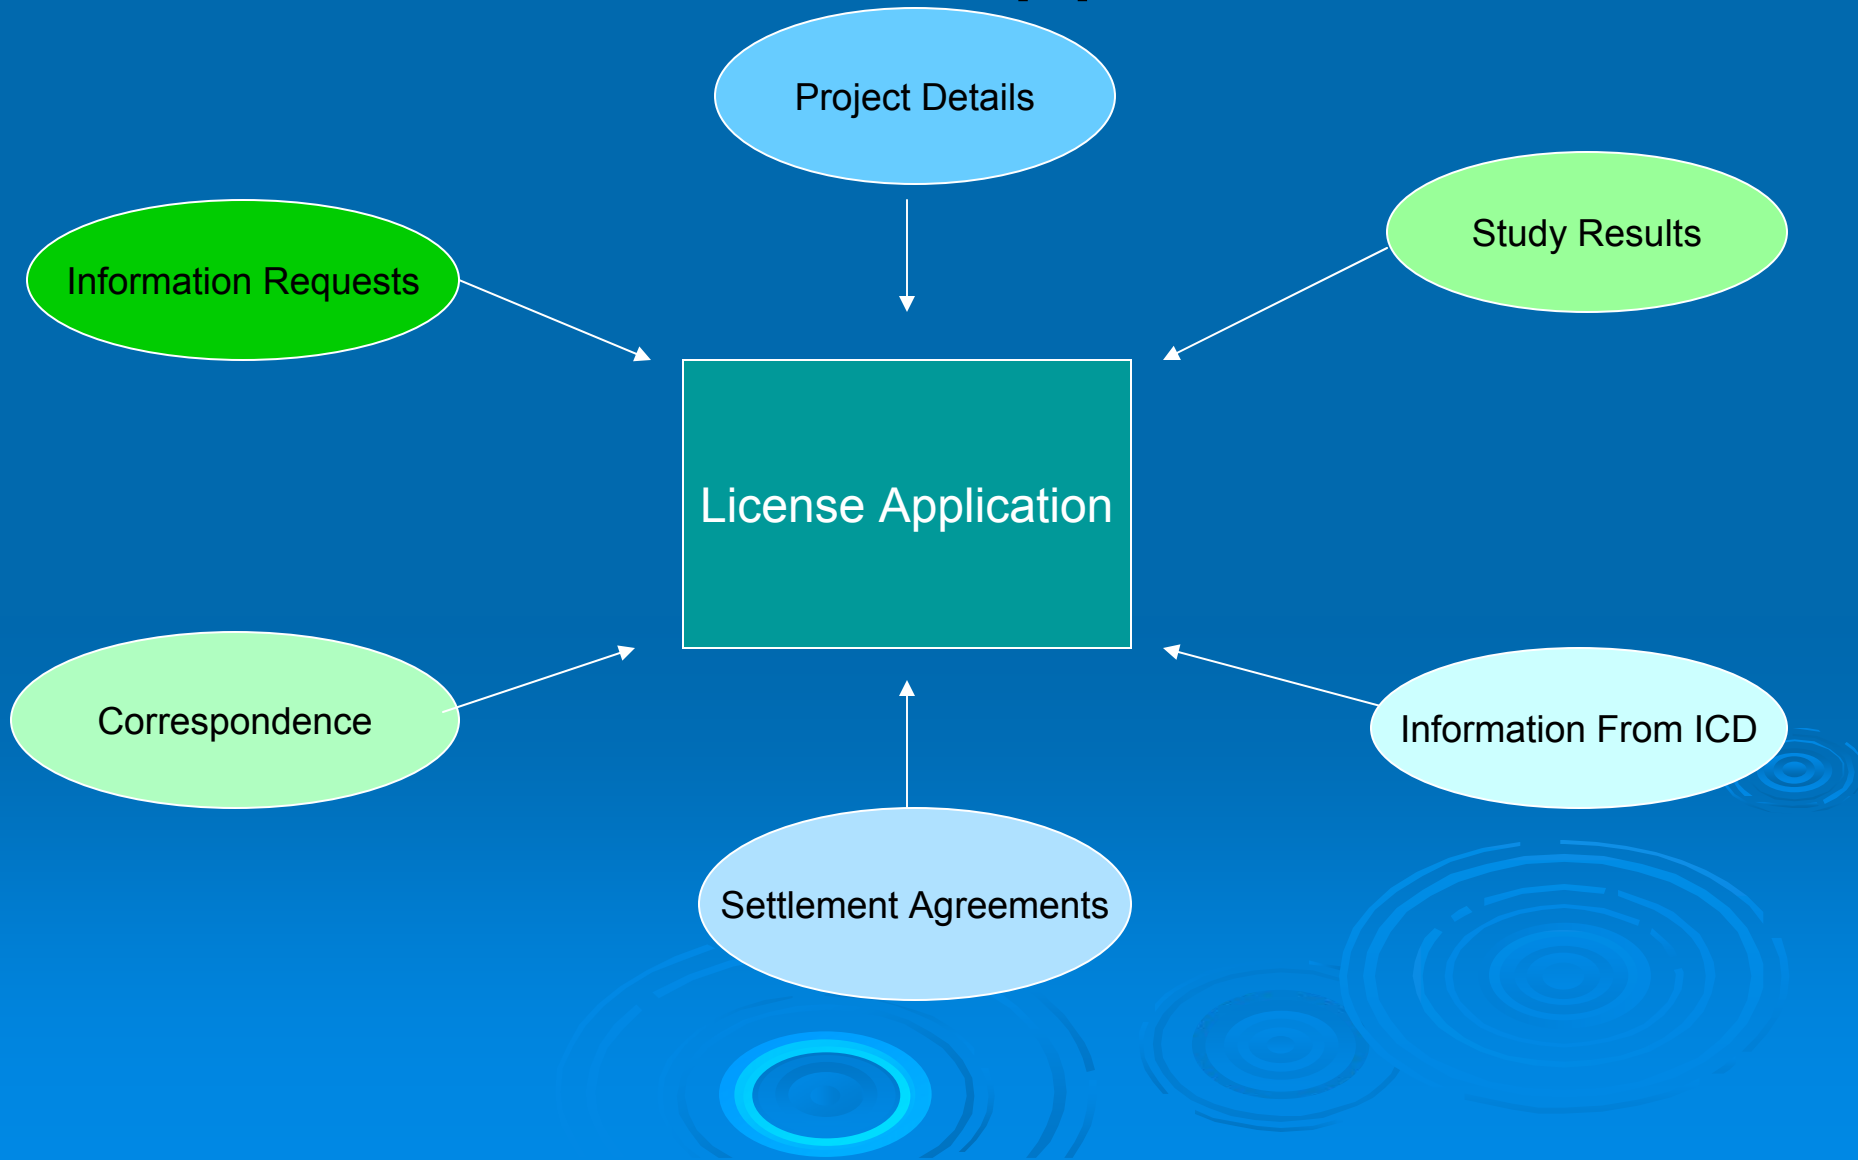 Project Details
Study Results
Information Requests
License Application
Correspondence
Information From ICD
Settlement Agreements